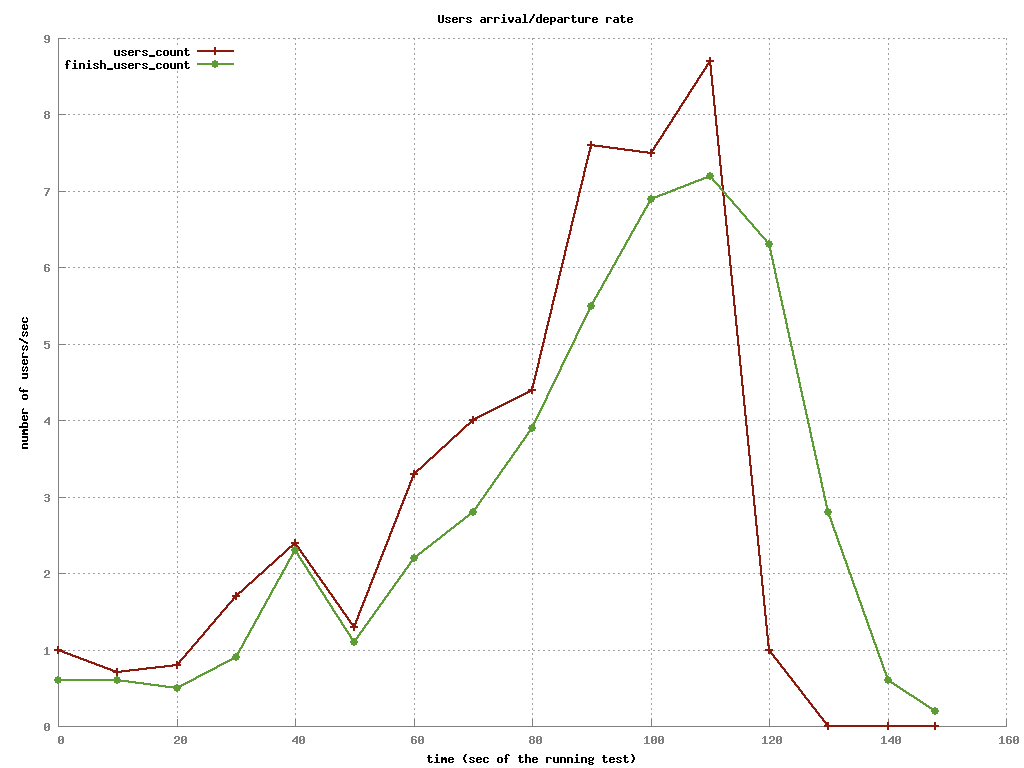 Users arrival/departure rate
users_count
finish_users_count
9
8
7
6
5
4
3
2
1
0
number of users/sec
0 20 40 60 80 100 120 140 160
time (sec of the running test)